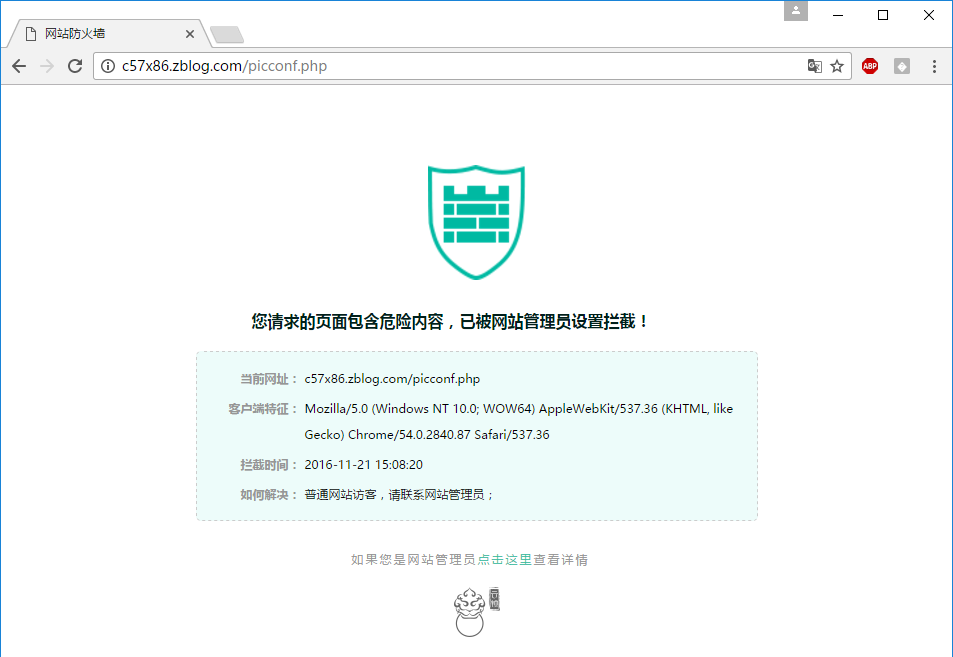 网站防火墙
c57x86.zblog.com/picconf.php
ABP
您请求的页面包含危险内容，已被网站管理员设置拦截！
当前网址： c57x86.zblog.com/picconf.php
客户端特征： Mozilla/5.0 (Windows NT 10.0; WOW64) AppleWebKit/537.36 (KHTML, like
Gecko) Chrome/54.0.2840.87 Safari/537.36
拦截时间： 2016-11-21 15:08:20
如何解决： 普通网站访客，请联系网站管理员；
如果您是网站管理员点击这里查看详情